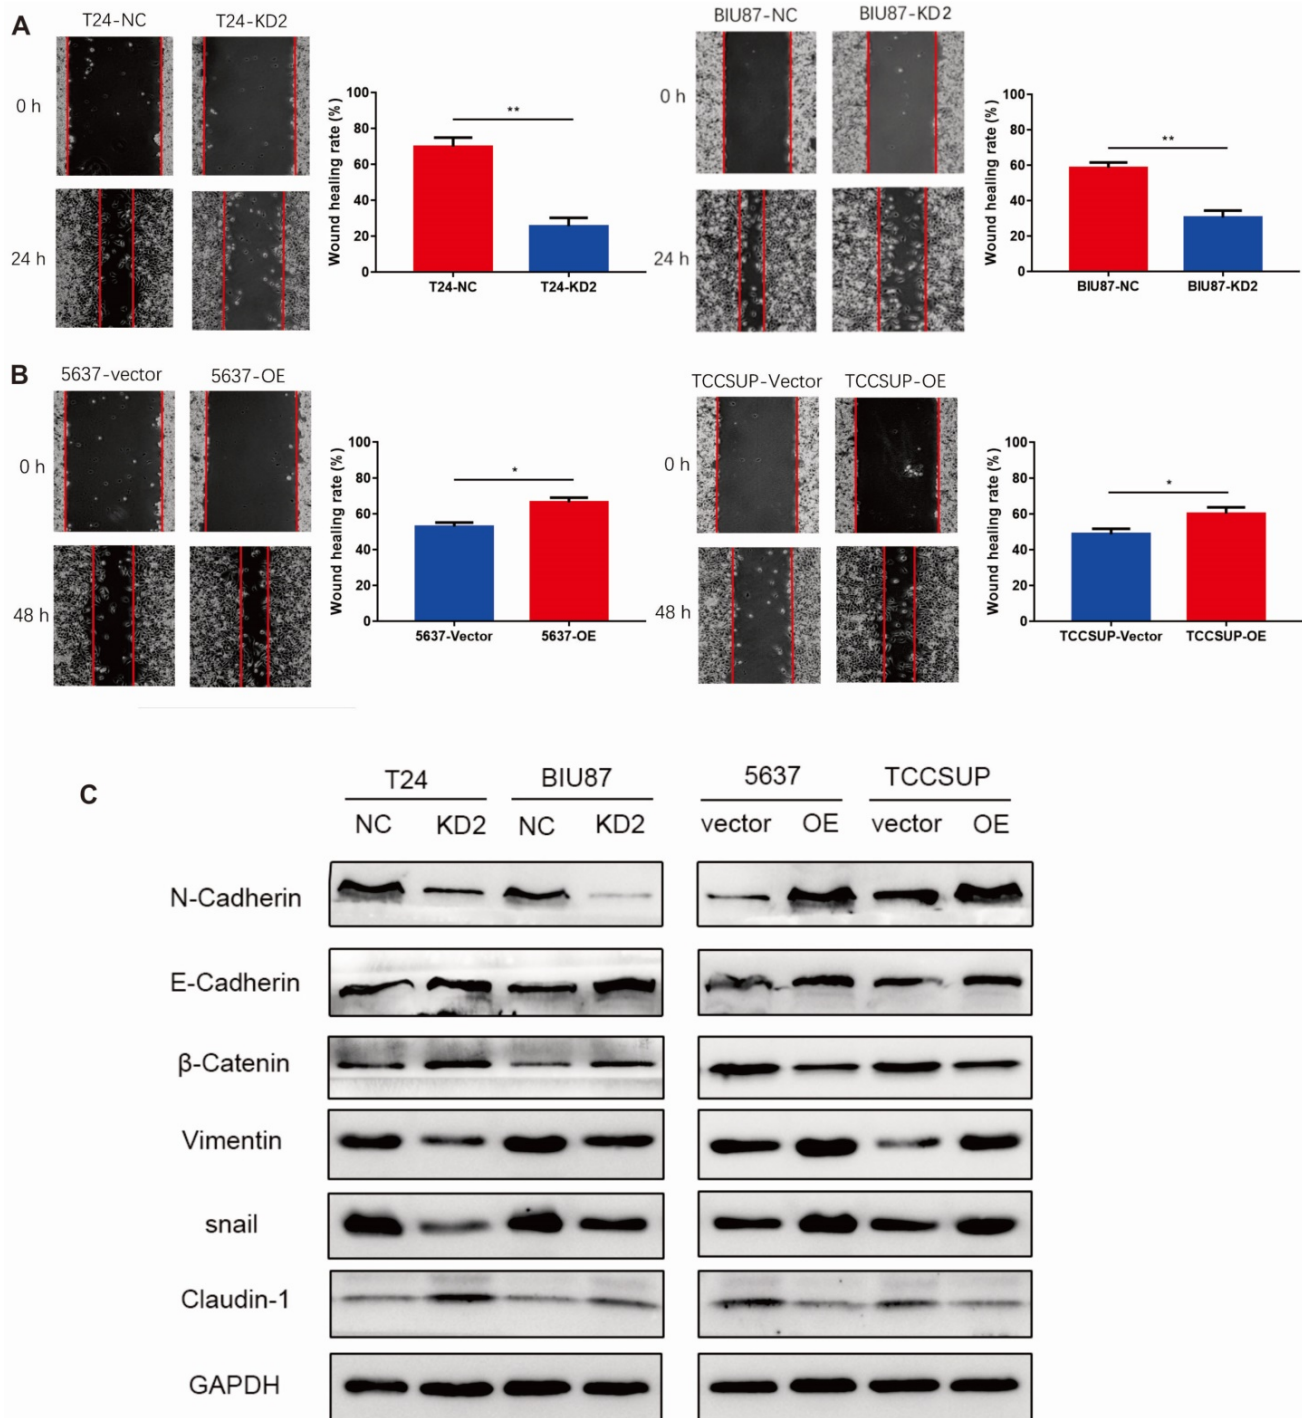 A
T24-NC T24-KD2
0 h
24 h
Wound healing rate (%)
100
80
60
40
20
0
**
T24-NC T24-KD2
BIU87-NC BIU87-KD2
0 h
24 h
Wound healing rate (%)
100
80
60
40
20
0
**
BIU87-NC BIU87-KD2
B
5637-vector 5637-OE
0 h
48 h
Wound healing rate (%)
100
80
60
40
20
0
*
5637-Vector 5637-OE
TCCSUP-Vector TCCSUP-OE
0 h
48 h
Wound healing rate (%)
100
80
60
40
20
0
*
TCCSUP-Vector TCCSUP-OE
C
T24 BIU87 5637 TCCSUP
NC KD2 NC KD2 vector OE vector OE
N-Cadherin
E-Cadherin
β-Catenin
Vimentin
snail
Claudin-1
GAPDH